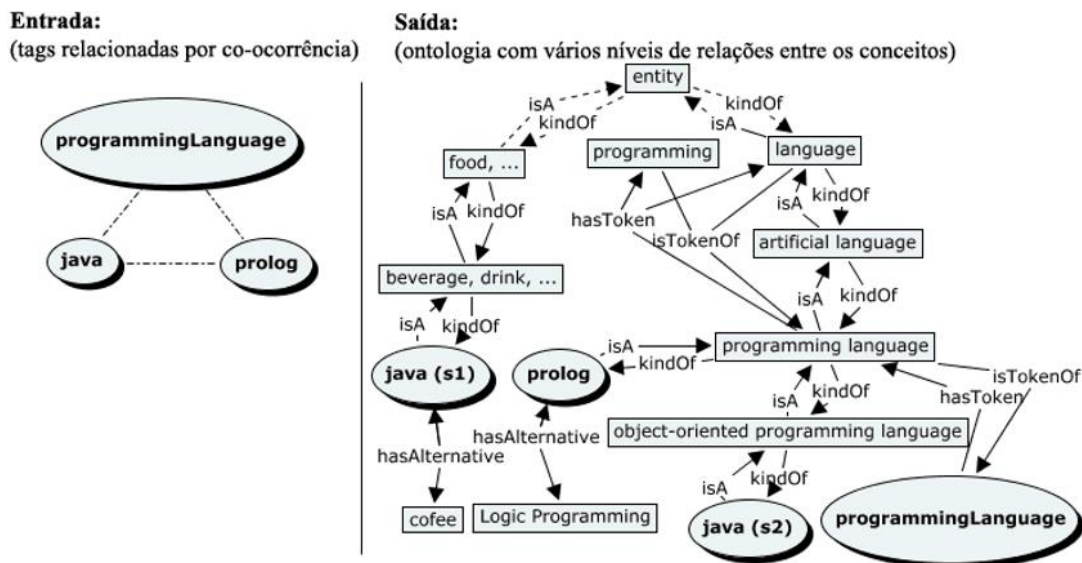 Entrada:
(tags relacionadas por co-ocorrência)
programmingLanguage
java
prolog
Saída:
(ontologia com vários níveis de relações entre os conceitos)
entity
isA
kindOf
kindOf
isA
food, ...
programming
language
isA
kindOf
hasToken
isTokenOf
isA
kindOf
artificial language
beverage, drink, ...
isA
kindOf
isA
kindOf
java (s1)
prolog
isA
kindOf
programming language
isTokenOf
hasToken
isA
kindOf
hasAlternative
hasAlternative
object-oriented programming language
isA
kindOf
cofee
Logic Programming
java (s2)
programmingLanguage